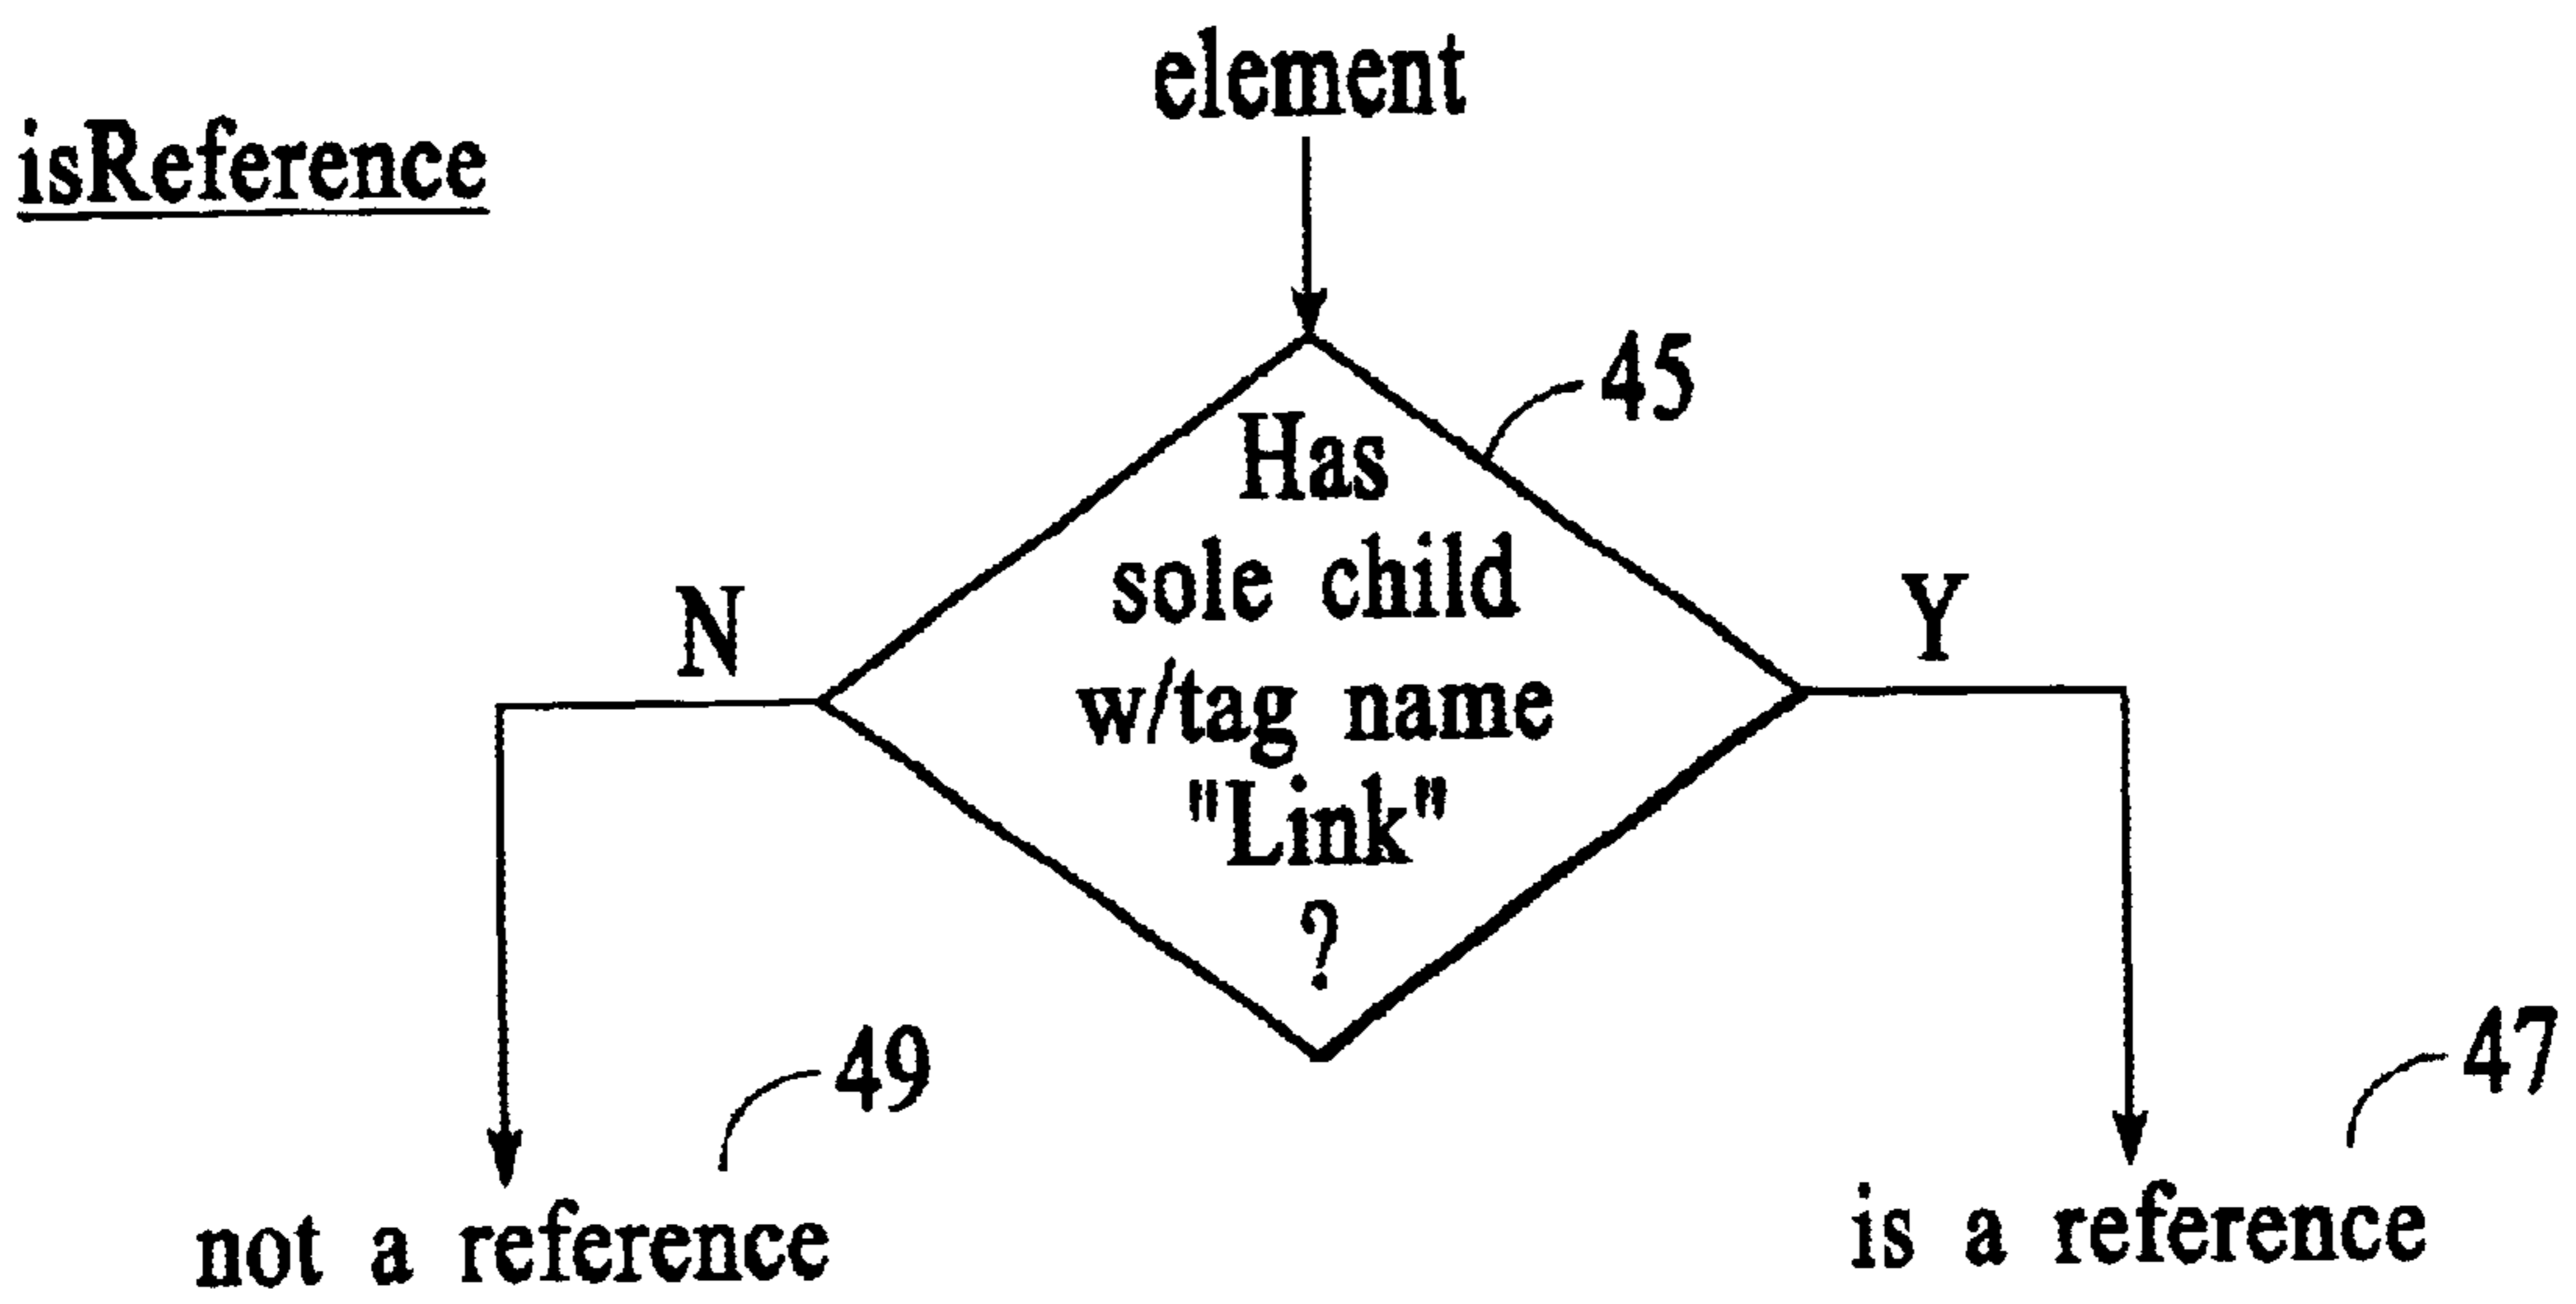 element
isReference
45
Has
sole child
w/tag name
"Link"
?
N
Y
49
47
not a reference
is a reference